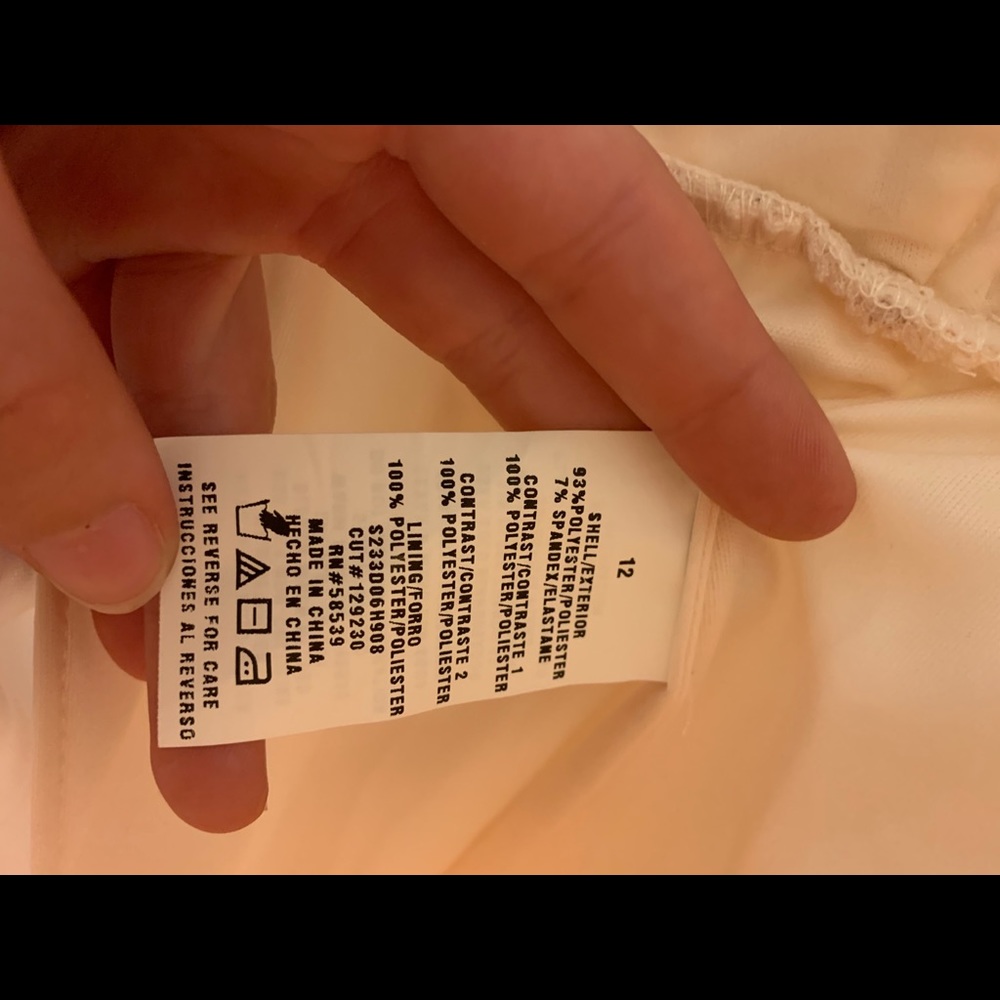 12
SHELL/EXTERIOR
93%POLYESTER/POLIESTER
7% SPANDEX/ELASTANE
CONTRAST/CONTRASTE 1
100% POLYESTER/POLIESTER
CONTRAST/CONTRASTE 2
100% POLYESTER/POLIESTER
LINING/FORRO
100% POLYESTER/POLIESTER
S233D06H908
CUT#129230
RN#58539
MADE IN CHINA
HECHO EN CHINA
SEE REVERSE FOR CARE
INSTRUCCIONES AL REVERSO